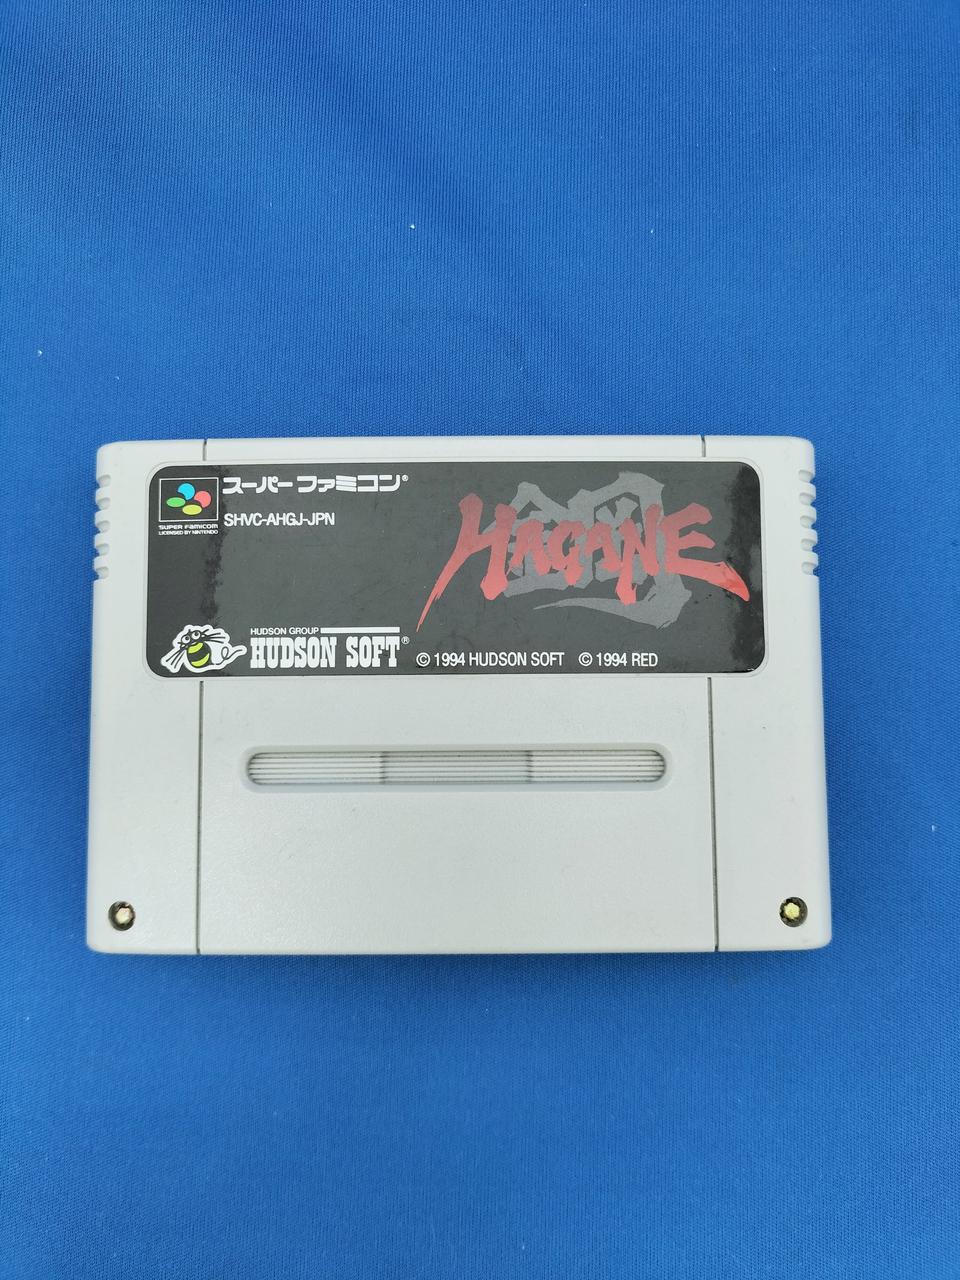 スーパーファミコン®
SHVC-AHGJ-JPN
SUPER FAMICOM
LICENSED BY NINTENDO
鋼
HAGANE
HUDSON GROUP
HUDSON SOFT®
© 1994 HUDSON SOFT © 1994 RED